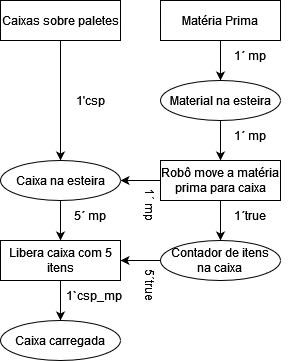 Caixas sobre paletes
Matéria Prima
1´ mp
1'csp
Material na esteira
1´ mp
Caixa na esteira
Robô move a matéria
prima para caixa
1´ mp
5´ mp
1´true
Libera caixa com 5
itens
Contador de itens
na caixa
5´true
1`csp_mp
Caixa carregada